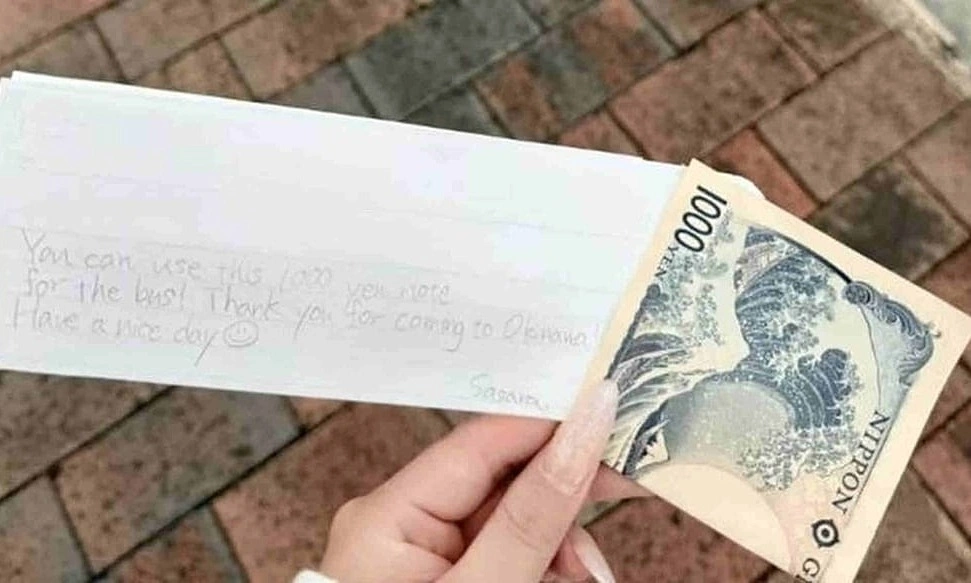 You can use this 1000 yen note
for the bus! Thank you for coming to Okinawa!
Have a nice day
Sasara
1000
YEN
NIPPON
G